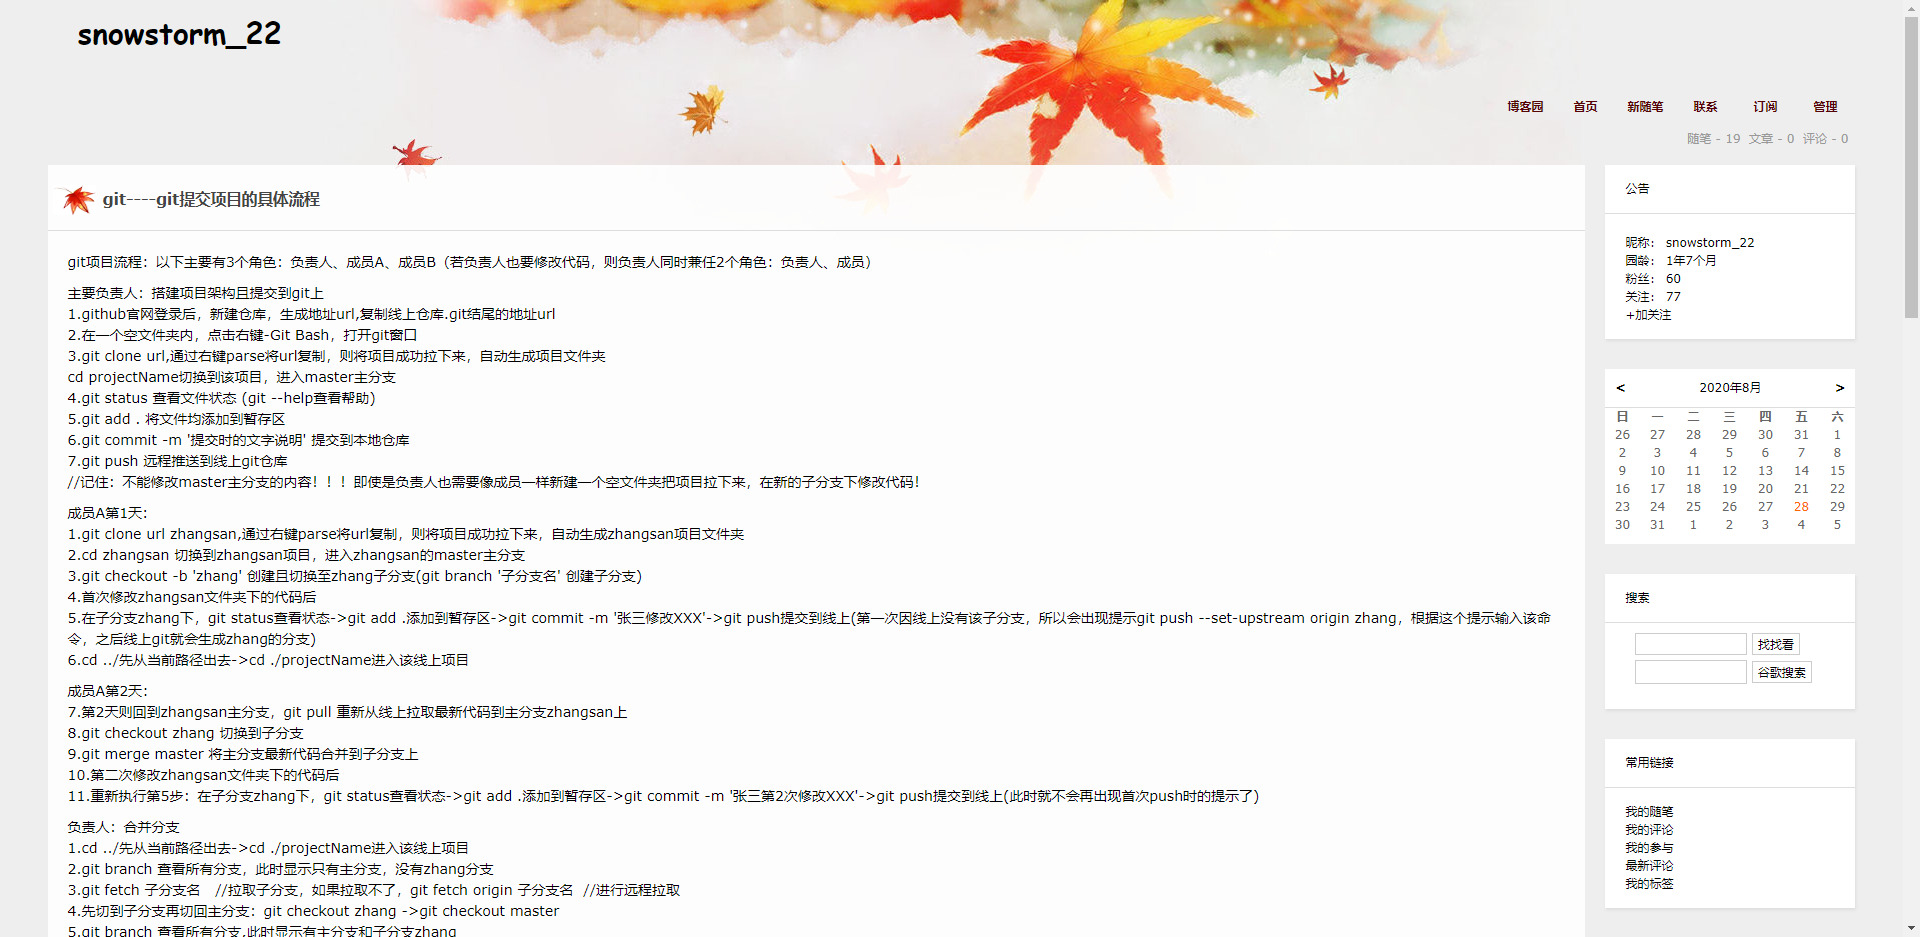 snowstorm_22
博客园 首页 新随笔 联系 订阅 管理
随笔 - 19 文章 - 0 评论 - 0
git----git提交项目的具体流程
git项目流程：以下主要有3个角色：负责人、成员A、成员B（若负责人也要修改代码，则负责人同时兼任2个角色：负责人、成员）
主要负责人：搭建项目架构且提交到git上
1.github官网登录后，新建仓库，生成地址url,复制线上仓库.git结尾的地址url
2.在一个空文件夹内，点击右键-Git Bash，打开git窗口
3.git clone url,通过右键parse将url复制，则将项目成功拉下来，自动生成项目文件夹
cd projectName切换到该项目，进入master主分支
4.git status 查看文件状态 (git --help查看帮助)
5.git add . 将文件均添加到暂存区
6.git commit -m '提交时的文字说明' 提交到本地仓库
7.git push 远程推送到线上git仓库
//记住：不能修改master主分支的内容！！！即使是负责人也需要像成员一样新建一个空文件夹把项目拉下来，在新的子分支下修改代码！
成员A第1天：
1.git clone url zhangsan,通过右键parse将url复制，则将项目成功拉下来，自动生成zhangsan项目文件夹
2.cd zhangsan 切换到zhangsan项目，进入zhangsan的master主分支
3.git checkout -b 'zhang' 创建且切换至zhang子分支(git branch '子分支名' 创建子分支)
4.首次修改zhangsan文件夹下的代码后
5.在子分支zhang下，git status查看状态->git add .添加到暂存区->git commit -m '张三修改XXX'->git push提交到线上(第一次因线上没有该子分支，所以会出现提示git push --set-upstream origin zhang，根据这个提示输入该命
令，之后线上git就会生成zhang的分支)
6.cd ../先从当前路径出去->cd ./projectName进入该线上项目
成员A第2天：
7.第2天则回到zhangsan主分支，git pull 重新从线上拉取最新代码到主分支zhangsan上
8.git checkout zhang 切换到子分支
9.git merge master 将主分支最新代码合并到子分支上
10.第二次修改zhangsan文件夹下的代码后
11.重新执行第5步：在子分支zhang下，git status查看状态->git add .添加到暂存区->git commit -m '张三第2次修改XXX'->git push提交到线上(此时就不会再出现首次push时的提示了)
负责人：合并分支
1.cd ../先从当前路径出去->cd ./projectName进入该线上项目
2.git branch 查看所有分支，此时显示只有主分支，没有zhang分支
3.git fetch 子分支名 //拉取子分支，如果拉取不了，git fetch origin 子分支名 //进行远程拉取
4.先切到子分支再切回主分支：git checkout zhang ->git checkout master
5.git branch 查看所有分支,此时显示有主分支和子分支zhang
公告
昵称： snowstorm_22
园龄： 1年7个月
粉丝： 60
关注： 77
+加关注
< 2020年8月 >
日 一 二 三 四 五 六
26 27 28 29 30 31 1
2 3 4 5 6 7 8
9 10 11 12 13 14 15
16 17 18 19 20 21 22
23 24 25 26 27 28 29
30 31 1 2 3 4 5
搜索
找找看
谷歌搜索
常用链接
我的随笔
我的评论
我的参与
最新评论
我的标签